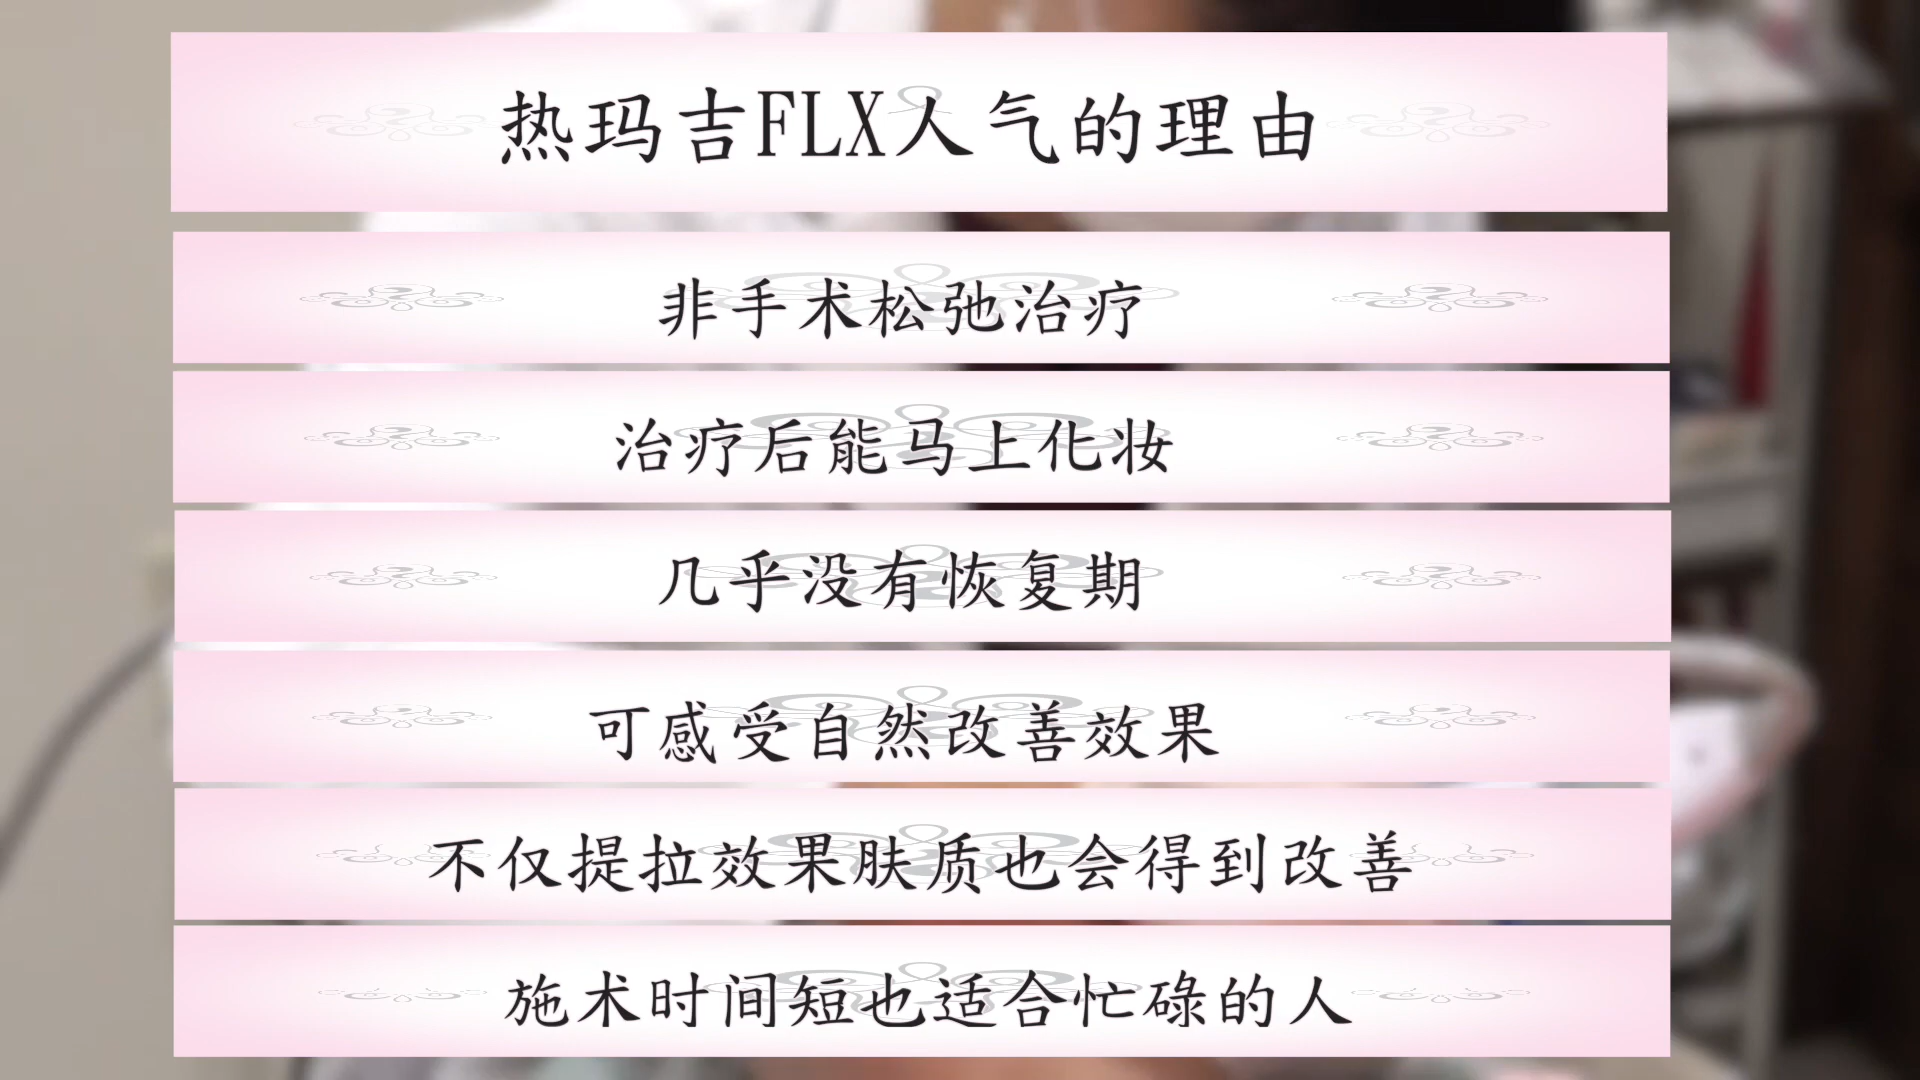 热玛吉FLX人气的理由
非手术松弛治疗
治疗后能马上化妆
几乎没有恢复期
可感受自然改善效果
不仅提拉效果肤质也会得到改善
施术时间短也适合忙碌的人